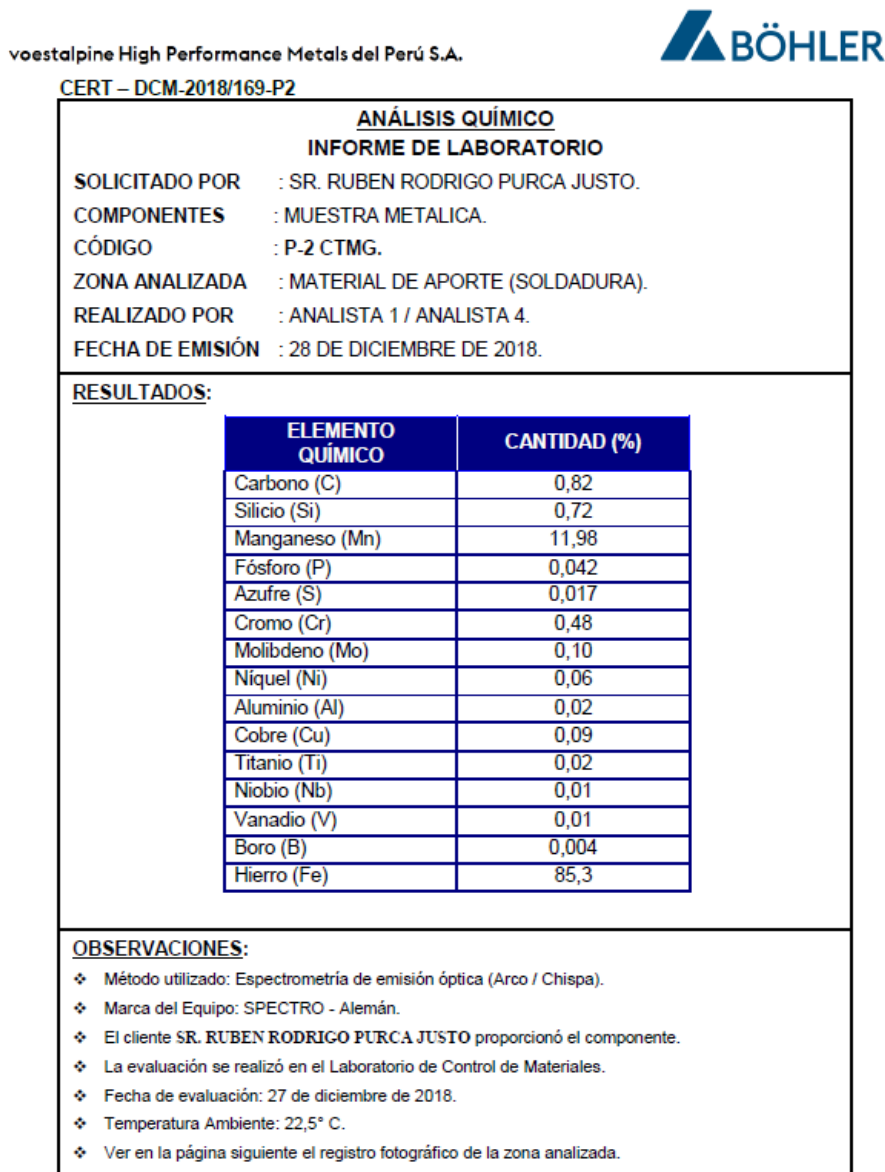 voestalpine High Performance Metals del Perú S.A.
BÖHLER
CERT – DCM-2018/169-P2
ANÁLISIS QUÍMICO
INFORME DE LABORATORIO
SOLICITADO POR : SR. RUBEN RODRIGO PURCA JUSTO.
COMPONENTES : MUESTRA METALICA.
CÓDIGO : P-2 CTMG.
ZONA ANALIZADA : MATERIAL DE APORTE (SOLDADURA).
REALIZADO POR : ANALISTA 1 / ANALISTA 4.
FECHA DE EMISIÓN : 28 DE DICIEMBRE DE 2018.
RESULTADOS:
ELEMENTO QUÍMICO CANTIDAD (%)
Carbono (C) 0,82
Silicio (Si) 0,72
Manganeso (Mn) 11,98
Fósforo (P) 0,042
Azufre (S) 0,017
Cromo (Cr) 0,48
Molibdeno (Mo) 0,10
Níquel (Ni) 0,06
Aluminio (Al) 0,02
Cobre (Cu) 0,09
Titanio (Ti) 0,02
Niobio (Nb) 0,01
Vanadio (V) 0,01
Boro (B) 0,004
Hierro (Fe) 85,3
OBSERVACIONES:
❖ Método utilizado: Espectrometría de emisión óptica (Arco / Chispa).
❖ Marca del Equipo: SPECTRO - Alemán.
❖ El cliente SR. RUBEN RODRIGO PURCA JUSTO proporcionó el componente.
❖ La evaluación se realizó en el Laboratorio de Control de Materiales.
❖ Fecha de evaluación: 27 de diciembre de 2018.
❖ Temperatura Ambiente: 22,5° C.
❖ Ver en la página siguiente el registro fotográfico de la zona analizada.